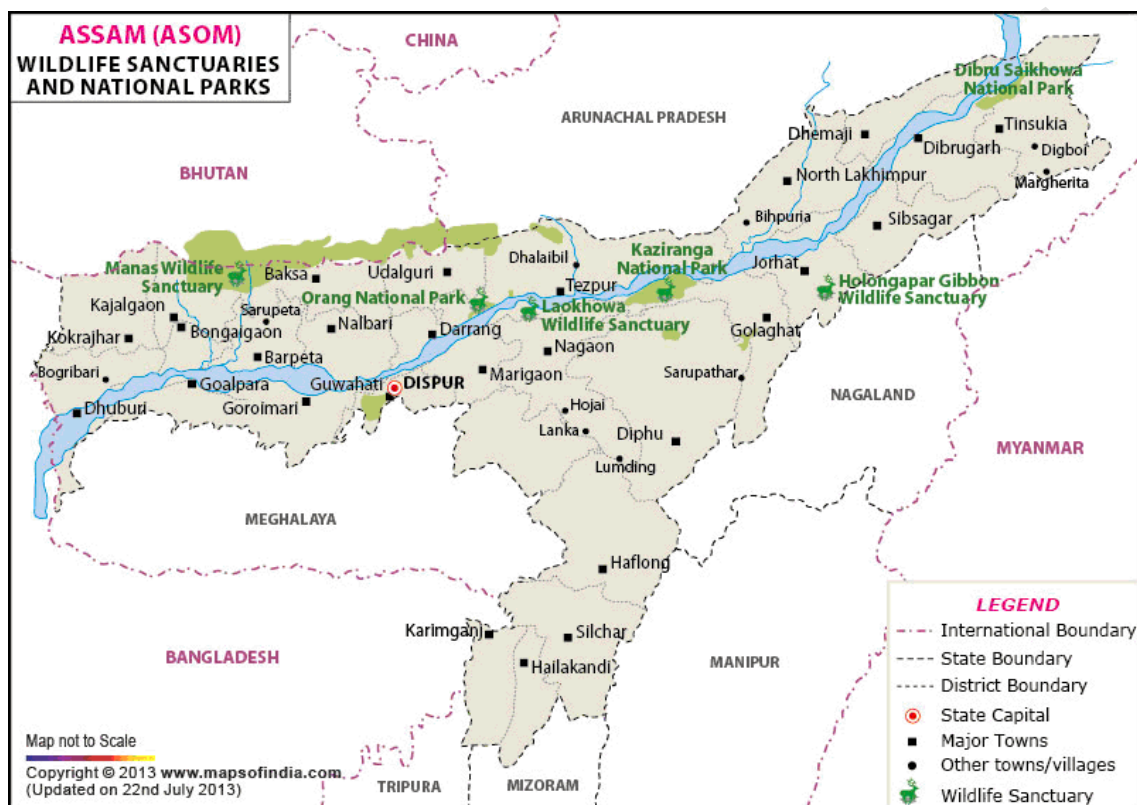 ASSAM (ASOM)
WILDLIFE SANCTUARIES
AND NATIONAL PARKS
CHINA
Dibru Saikhowa
National Park
ARUNACHAL PRADESH
Dhemaji
Tinsukia
Dibrugarh
Digboi
BHUTAN
North Lakhimpur
Margherita
Bihpuria
Sibsagar
Manas Wildlife
Sanctuary
Baksa
Udalguri
Dhalaibil
Kaziranga
National Park
Jorhat
Tezpur
Holongapar Gibbon
Wildlife Sanctuary
Orang National Park
Laokhowa
Wildlife Sanctuary
Kajalgaon
Sarupeta
Bongaigaon
Nalbari
Darrang
Golaghat
Kokrajhar
Barpeta
Nagaon
Bogribari
Goalpara
Guwahati
DISPUR
Marigaon
Sarupathar
NAGALAND
Dhuburi
Goroimari
Hojai
Lanka
Diphu
Lumding
MYANMAR
MEGHALAYA
Haflong
Karimganj
Silchar
BANGLADESH
Hailakandi
MANIPUR
TRIPURA
MIZORAM
LEGEND
International Boundary
State Boundary
District Boundary
State Capital
Major Towns
Other towns/villages
Wildlife Sanctuary
Map not to Scale
Copyright © 2013 www.mapsofindia.com
(Updated on 22nd July 2013)